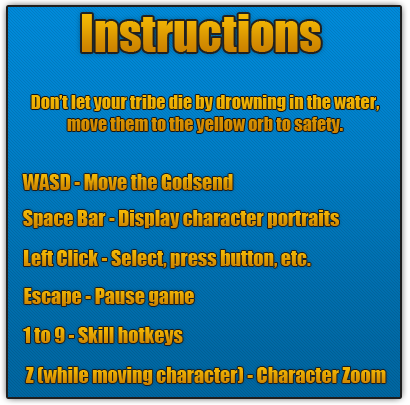 Instructions
Don't let your tribe die by drowning in the water,
move them to the yellow orb to safety.
WASD - Move the Godsend
Space Bar - Display character portraits
Left Click - Select, press button, etc.
Escape - Pause game
1 to 9 - Skill hotkeys
Z (while moving character) - Character Zoom